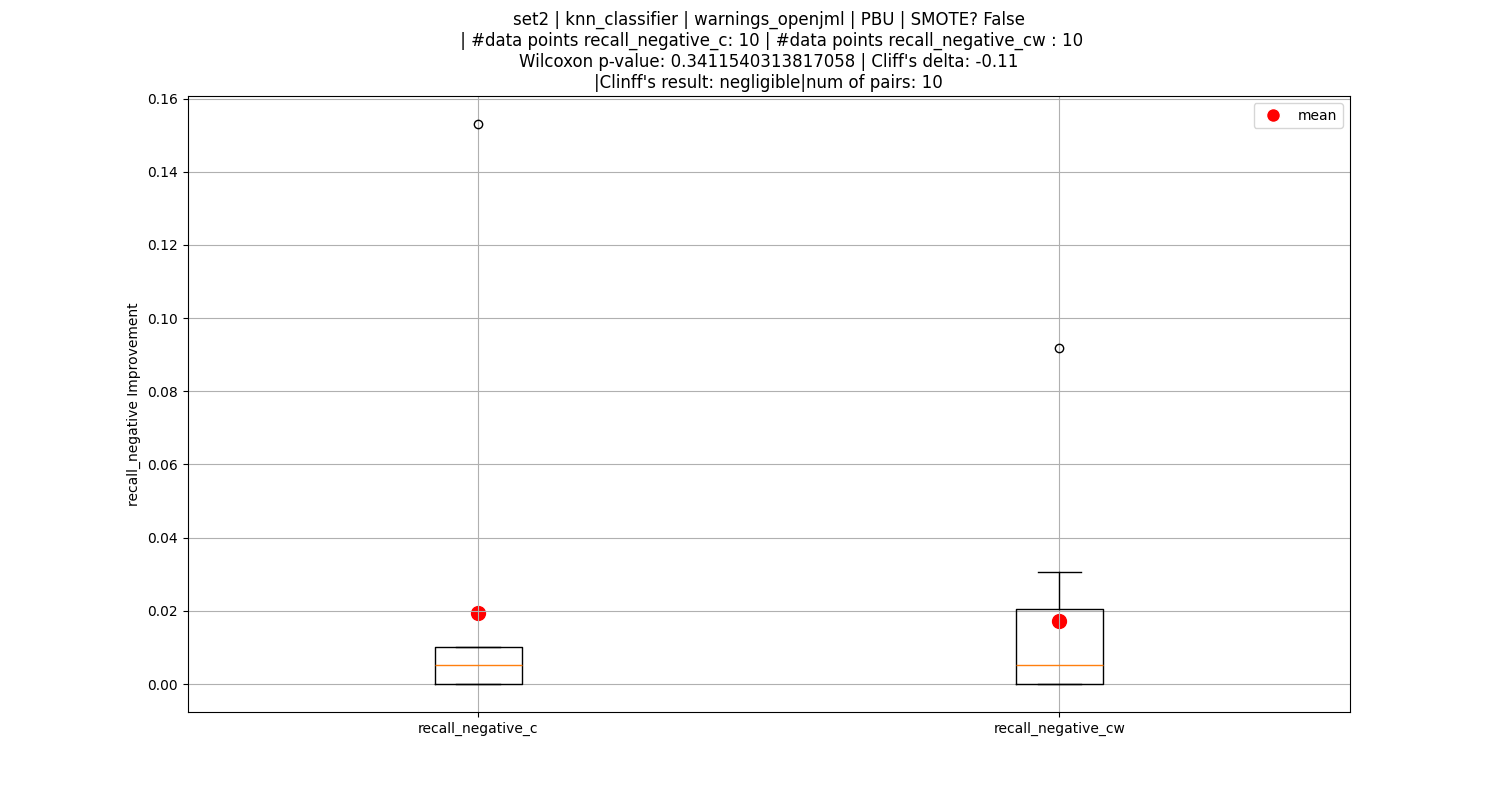 set2 | knn_classifier | warnings_openjml | PBU | SMOTE? False
| #data points recall_negative_c: 10 | #data points recall_negative_cw : 10
Wilcoxon p-value: 0.3411540313817058 | Cliff's delta: -0.11
|Clinff's result: negligible|num of pairs: 10
mean
0.16
0.14
0.12
0.10
0.08
0.06
0.04
0.02
0.00
recall_negative Improvement
recall_negative_c
recall_negative_cw